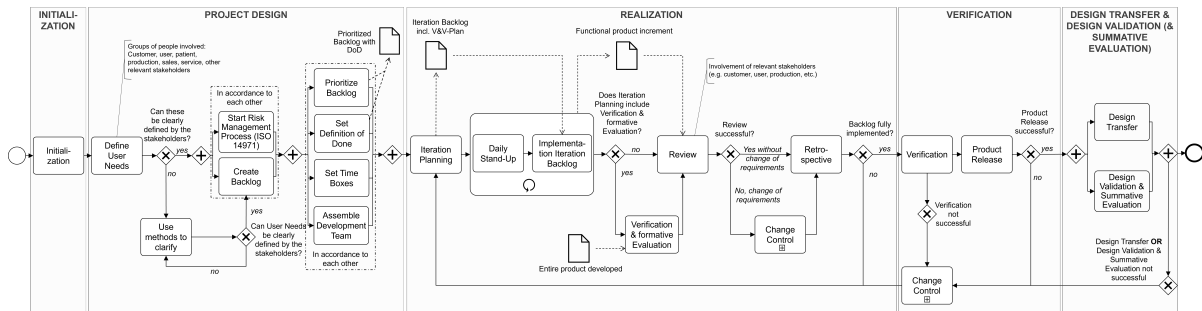 INITIALI-
ZATION
PROJECT DESIGN
REALIZATION
VERIFICATION
DESIGN TRANSFER &
DESIGN VALIDATION (&
SUMMATIVE
EVALUATION)
Groups of people involved:
Customer, user, patient,
production, sales, service, other
relevant stakeholders
Prioritized
Backlog with
DoD
Iteration Backlog
incl. V&V-Plan
Functional product increment
Involvement of relevant stakeholders
(e.g. customer, user, production, etc.)
Initiali-
zation
Define
User
Needs
Can these
be clearly
defined by the
stakeholders?
yes
no
In accordance to
each other
Start Risk
Management
Process (ISO
14971)
Create
Backlog
yes
Use
methods to
clarify
no
Can User Needs
be clearly
defined by the
stakeholders?
Prioritize
Backlog
Set
Definition of
Done
Set Time
Boxes
Assemble
Development
Team
In accordance to
each other
Iteration
Planning
Daily
Stand-Up
Implementa-
tion Iteration
Backlog
Does Iteration
Planning include
Verification &
formative
Evaluation?
no
yes
Verification
& formative
Evaluation
Entire product developed
Review
Review
successful?
Yes without
change of
requirements
No, change of
requirements
Change
Control
Retro-
spective
Backlog fully
implemented?
yes
no
Verification
Verification
not
successful
Change
Control
Product
Release
Product
Release
successful?
yes
no
Design
Transfer
Design
Validation &
Summative
Evaluation
Design Transfer OR
Design Validation &
Summative
Evaluation not
successful